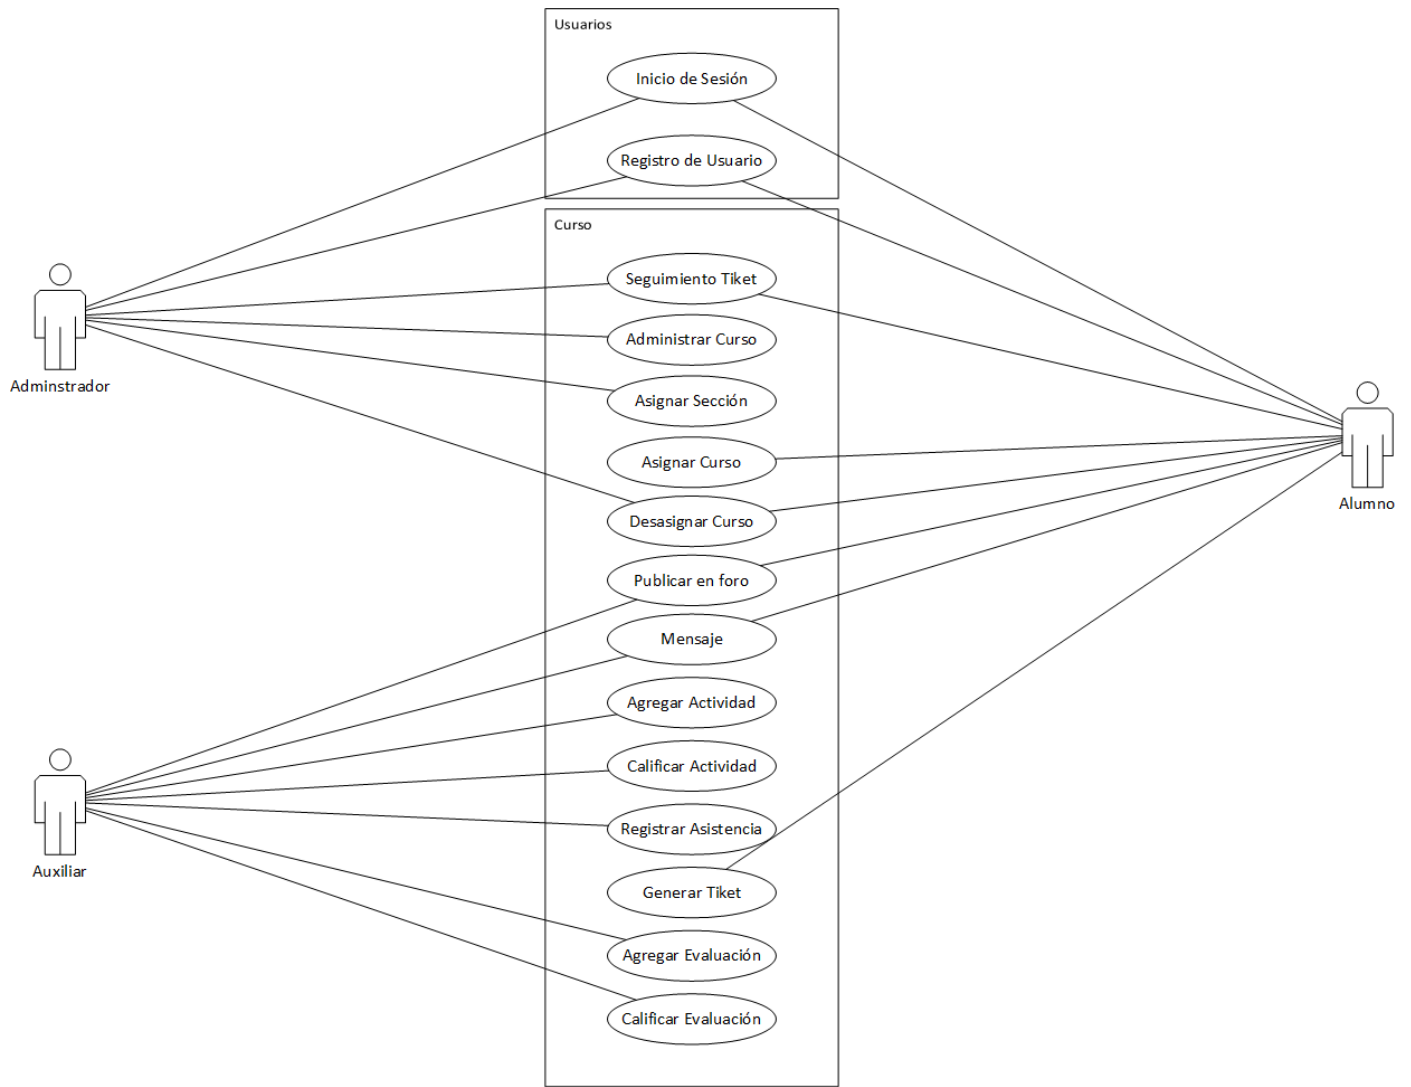 Usuarios
Inicio de Sesión
Registro de Usuario
Curso
Seguimiento Tiket
Administrar Curso
Adminstrador
Asignar Sección
Asignar Curso
Alumno
Desasignar Curso
Publicar en foro
Mensaje
Agregar Actividad
Calificar Actividad
Registrar Asistencia
Auxiliar
Generar Tiket
Agregar Evaluación
Calificar Evaluación